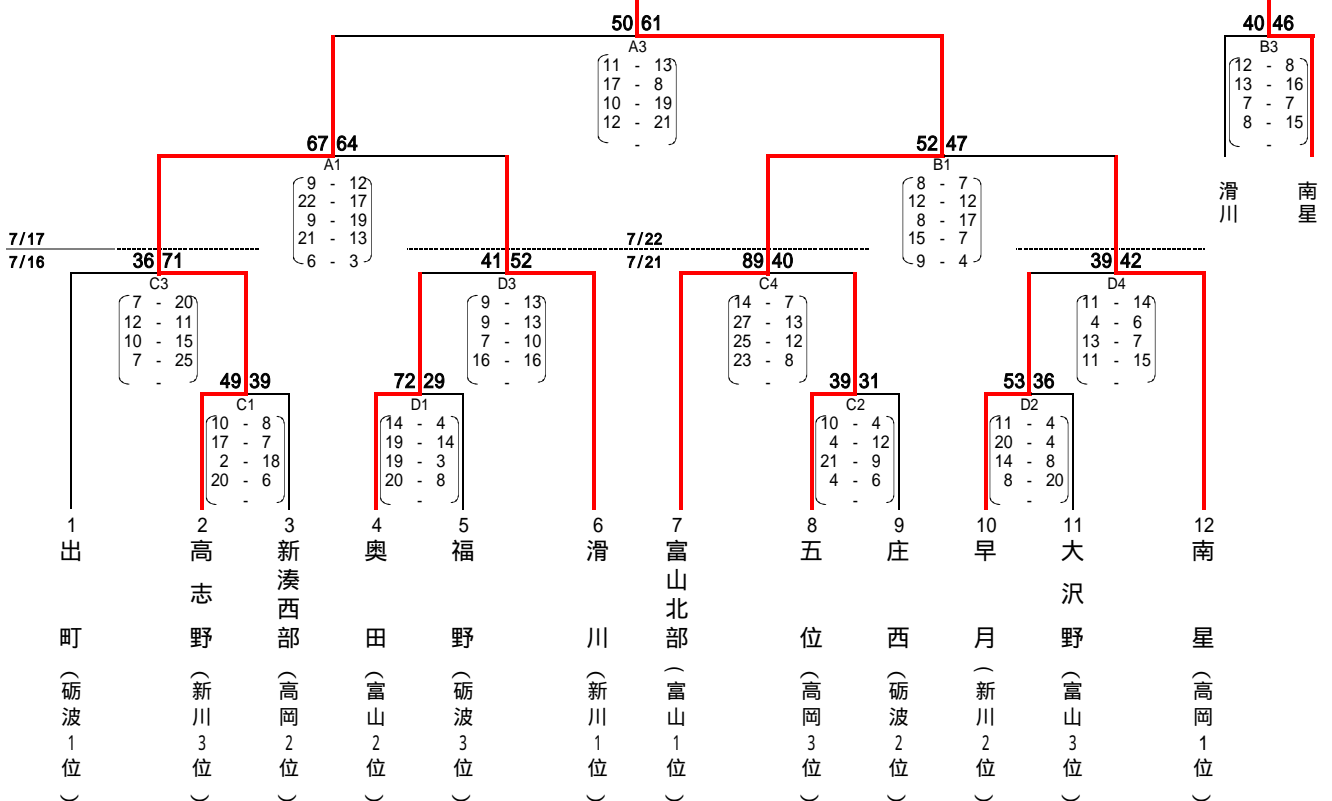 50 61
A3
11 - 13
17 - 8
10 - 19
12 - 21
-
40 46
B3
12 - 8
13 - 16
7 - 7
8 - 15
-
滑川
南星
67 64
A1
9 - 12
22 - 17
9 - 19
21 - 13
6 - 3
52 47
B1
8 - 7
12 - 12
8 - 17
15 - 7
9 - 4
7/17
7/16
7/22
7/21
36 71
C3
7 - 20
12 - 11
10 - 15
7 - 25
-
41 52
D3
9 - 13
9 - 13
7 - 10
16 - 16
-
89 40
C4
14 - 7
27 - 13
25 - 12
23 - 8
-
39 42
D4
11 - 14
4 - 6
13 - 7
11 - 15
-
49 39
C1
10 - 8
17 - 7
2 - 18
20 - 6
-
72 29
D1
14 - 4
19 - 14
19 - 3
20 - 8
-
39 31
C2
10 - 4
4 - 12
21 - 9
4 - 6
-
53 36
D2
11 - 4
20 - 4
14 - 8
8 - 20
-
1 出町(砺波1位)
2 高志野(新川3位)
3 新湊西部(高岡2位)
4 奥田(富山2位)
5 福野(砺波3位)
6 滑川(新川1位)
7 富山北部(富山1位)
8 五位(高岡3位)
9 庄西(砺波2位)
10 早月(新川2位)
11 大沢野(富山3位)
12 南星(高岡1位)